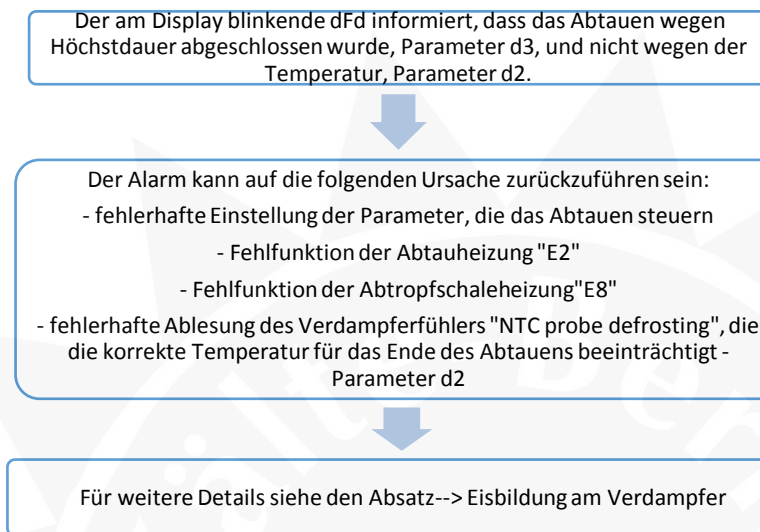 Der am Display blinkende dFd informiert, dass das Abtauen wegen
Höchstdauer abgeschlossen wurde, Parameter d3, und nicht wegen der
Temperatur, Parameter d2.
Der Alarm kann auf die folgenden Ursache zurückzuführen sein:
- fehlerhafte Einstellung der Parameter, die das Abtauen steuern
- Fehlfunktion der Abtauheizung "E2"
- Fehlfunktion der Abtropfschaleheizung"E8"
- fehlerhafte Ablesung des Verdampferfühlers "NTC probe defrosting", die
die korrekte Temperatur für das Ende des Abtauens beeinträchtigt -
Parameter d2
Für weitere Details siehe den Absatz--> Eisbildung am Verdampfer